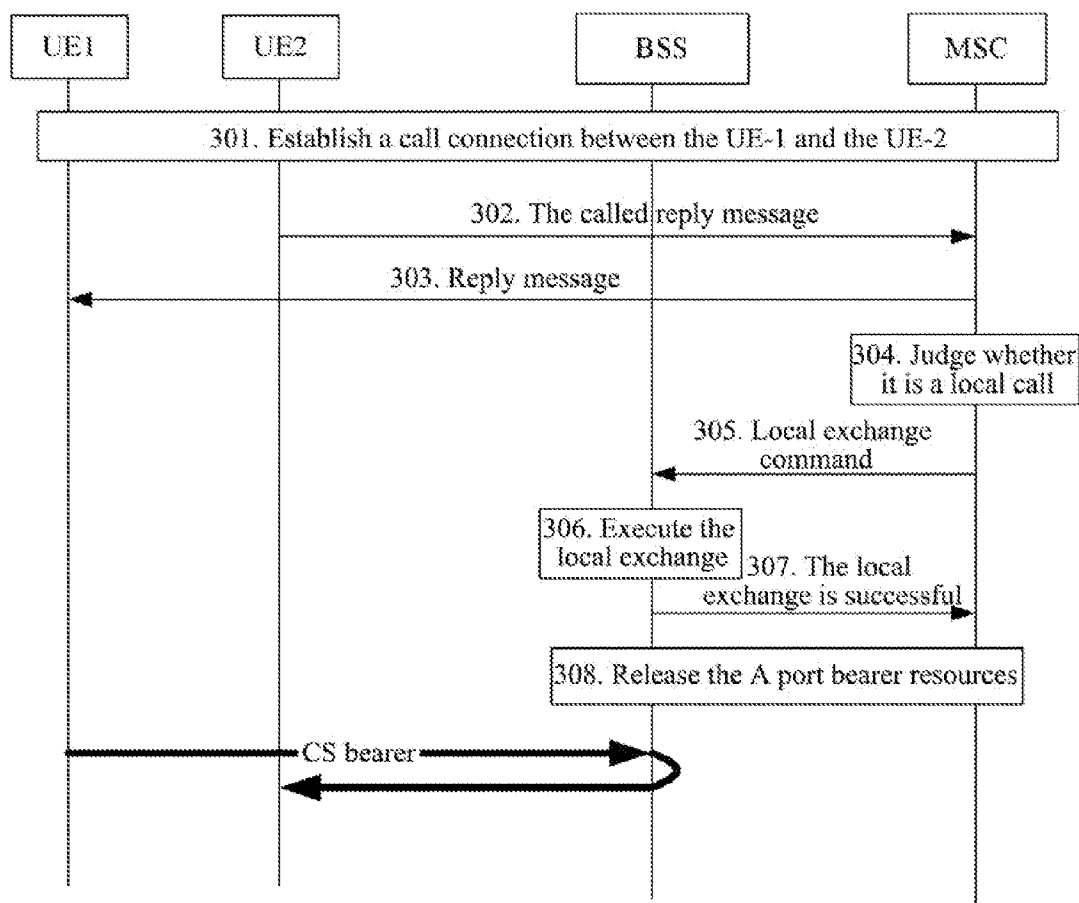 UE1
UE2
BSS
MSC
301. Establish a call connection between the UE-1 and the UE-2
302. The called reply message
303. Reply message
304. Judge whether
it is a local call
305. Local exchange
command
306. Execute the
local exchange
307. The local
exchange is successful
308. Release the A port bearer resources
CS bearer